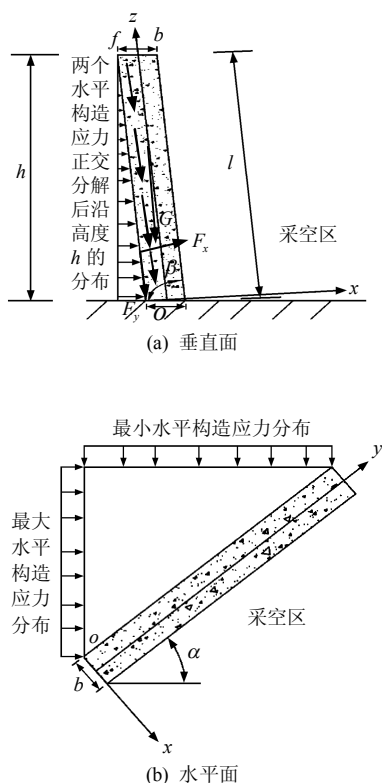 z
f b
两个
水平
构造
应力
正交
分解
后沿
高度
h 的
分布
h
l
G
F_x
采空区
β
x
F_y
O
(a) 垂直面
最小水平构造应力分布
y
最大
水平
构造
应力
分布
采空区
o
b
α
x
(b) 水平面